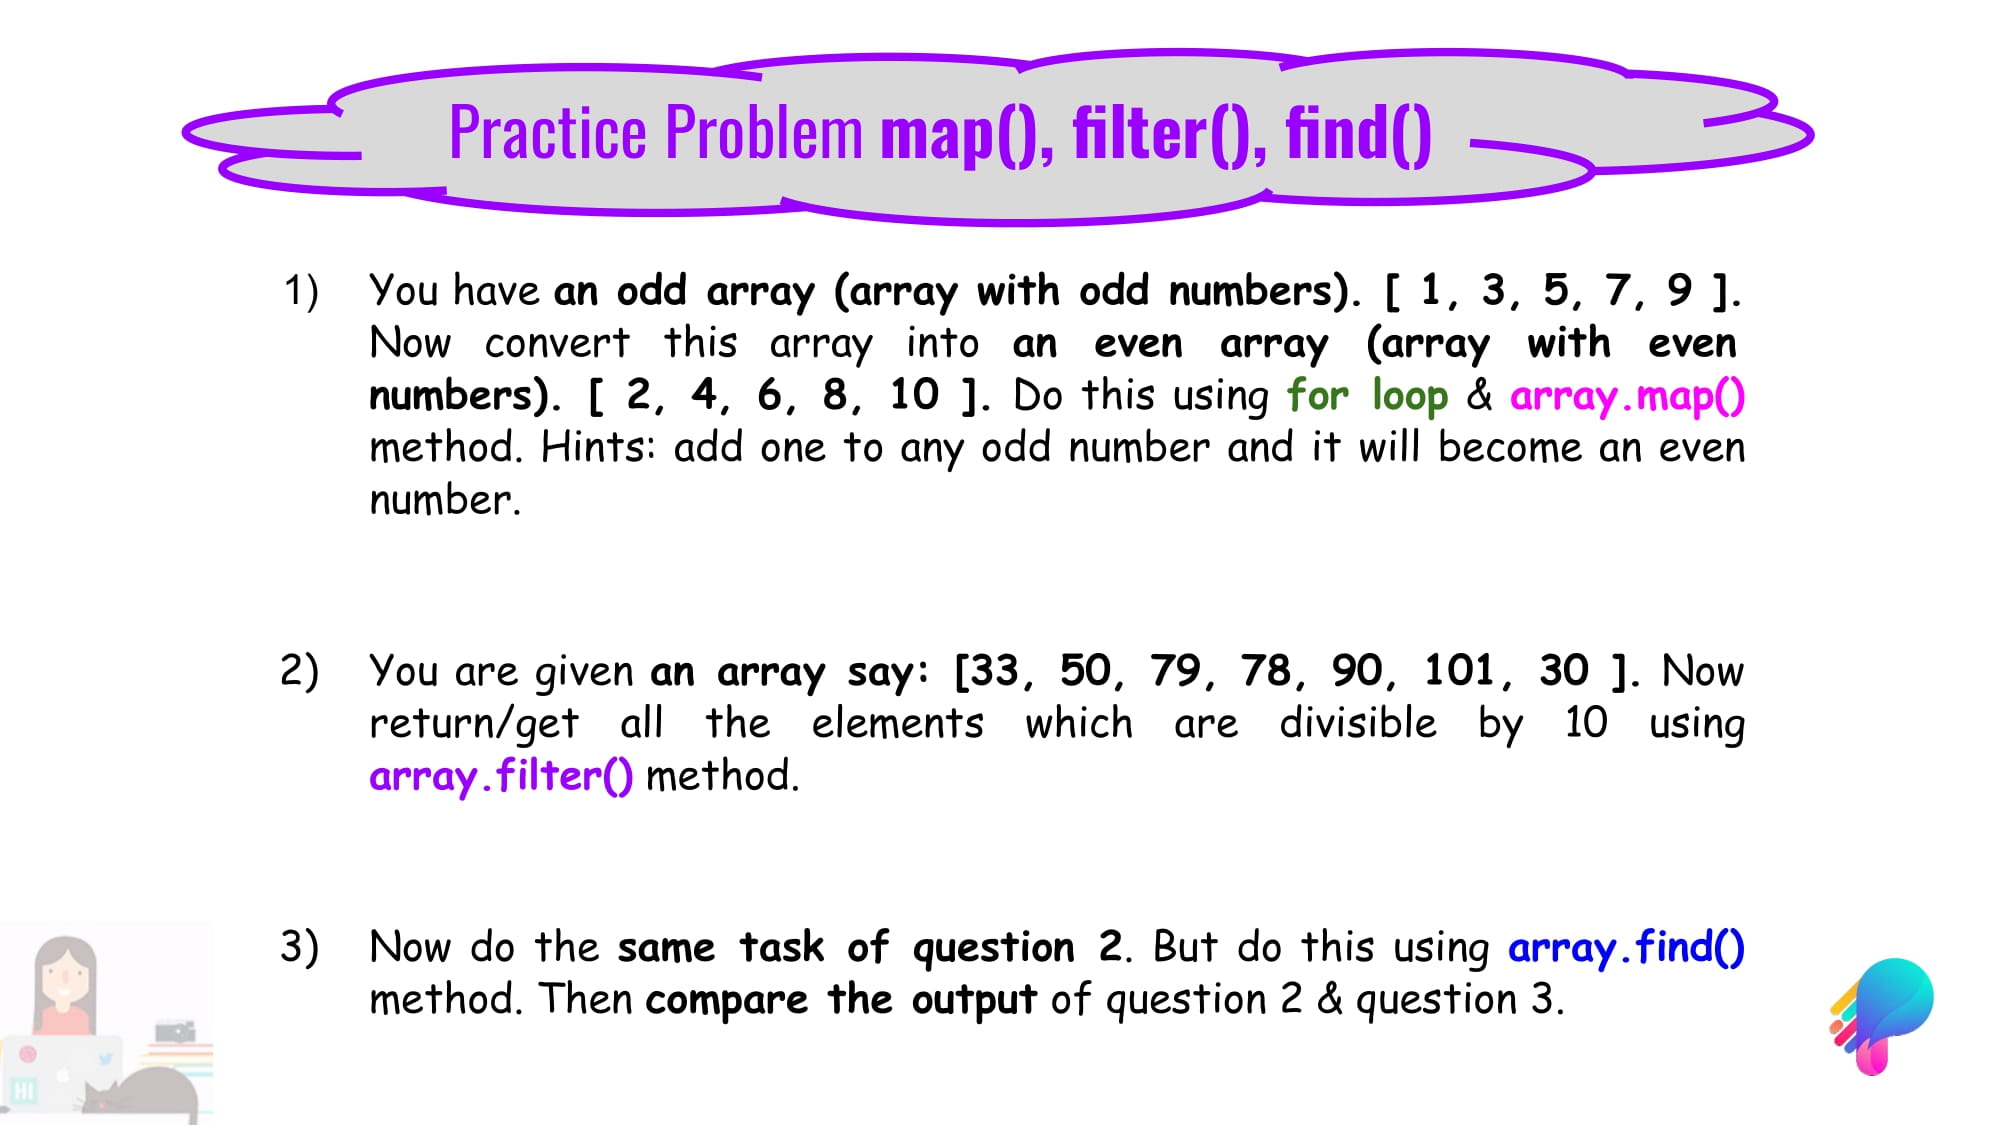 Practice Problem map(), filter(), find()
1) You have an odd array (array with odd numbers). [ 1, 3, 5, 7, 9 ].
Now convert this array into an even array (array with even
numbers). [ 2, 4, 6, 8, 10 ]. Do this using for loop & array.map()
method. Hints: add one to any odd number and it will become an even
number.
2) You are given an array say: [33, 50, 79, 78, 90, 101, 30 ]. Now
return/get all the elements which are divisible by 10 using
array.filter() method.
3) Now do the same task of question 2. But do this using array.find()
method. Then compare the output of question 2 & question 3.
HI